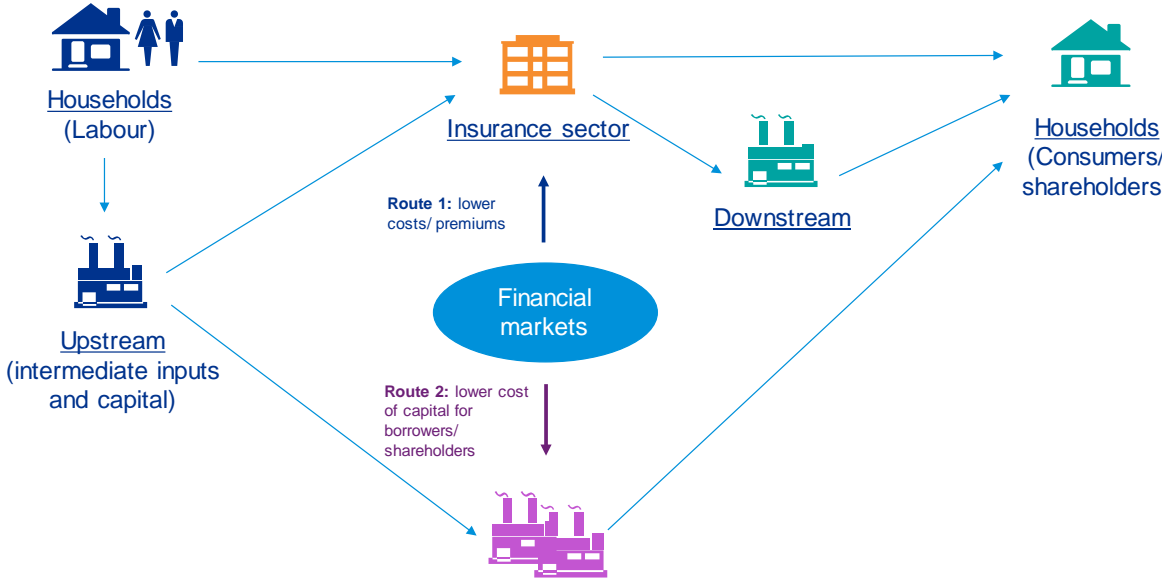 Households
(Labour)
Insurance sector
Households
(Consumers/
shareholders
Route 1: lower
costs/ premiums
Downstream
Financial
markets
Upstream
(intermediate inputs
and capital)
Route 2: lower cost
of capital for
borrowers/
shareholders